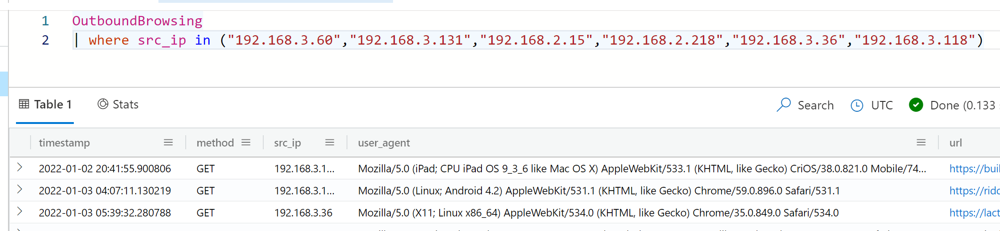 1 OutboundBrowsing
2 | where src_ip in ("192.168.3.60","192.168.3.131","192.168.2.15","192.168.2.218","192.168.3.36","192.168.3.118")
Table 1 Stats Search UTC Done (0.133
timestamp method src_ip user_agent url
2022-01-02 20:41:55.900806 GET 192.168.3.1... Mozilla/5.0 (iPad; CPU iPad OS 9_3_6 like Mac OS X) AppleWebKit/533.1 (KHTML, like Gecko) CriOS/38.0.821.0 Mobile/74... https://buil
2022-01-03 04:07:11.130219 GET 192.168.3.1... Mozilla/5.0 (Linux; Android 4.2) AppleWebKit/531.1 (KHTML, like Gecko) Chrome/59.0.896.0 Safari/531.1 https://ridd
2022-01-03 05:39:32.280788 GET 192.168.3.36 Mozilla/5.0 (X11; Linux x86_64) AppleWebKit/534.0 (KHTML, like Gecko) Chrome/35.0.849.0 Safari/534.0 https://lact